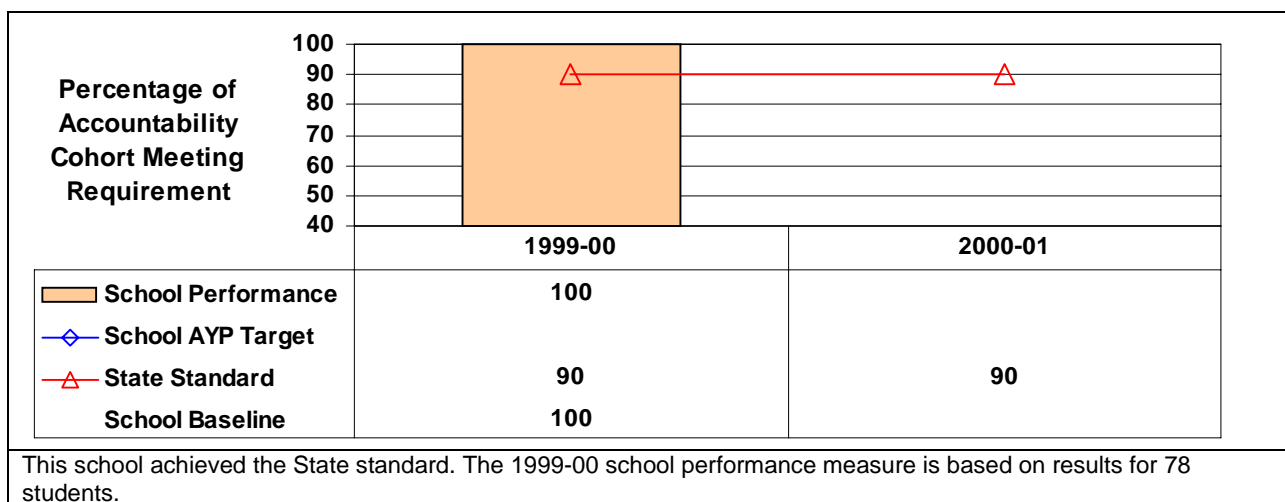 Percentage of
Accountability
Cohort Meeting
Requirement
100
90
80
70
60
50
40
1999-00 2000-01
School Performance 100
School AYP Target
State Standard 90 90
School Baseline 100
This school achieved the State standard. The 1999-00 school performance measure is based on results for 78
students.